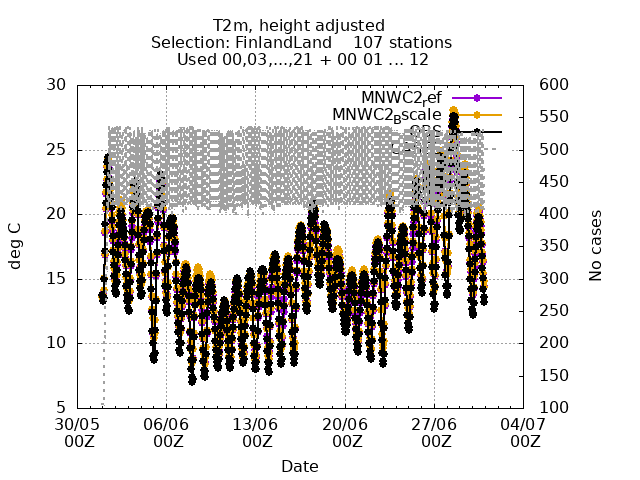 T2m, height adjusted
Selection: FinlandLand    107 stations
Used 00,03,...,21 + 00 01 ... 12
30
25
20
15
10
5
600
550
500
450
400
350
300
250
200
150
100
MNWC2ref
MNWC2Bscale
OBS
deg C
No cases
30/05 06/06 13/06 20/06 27/06 04/07
00Z 00Z 00Z 00Z 00Z 00Z
Date